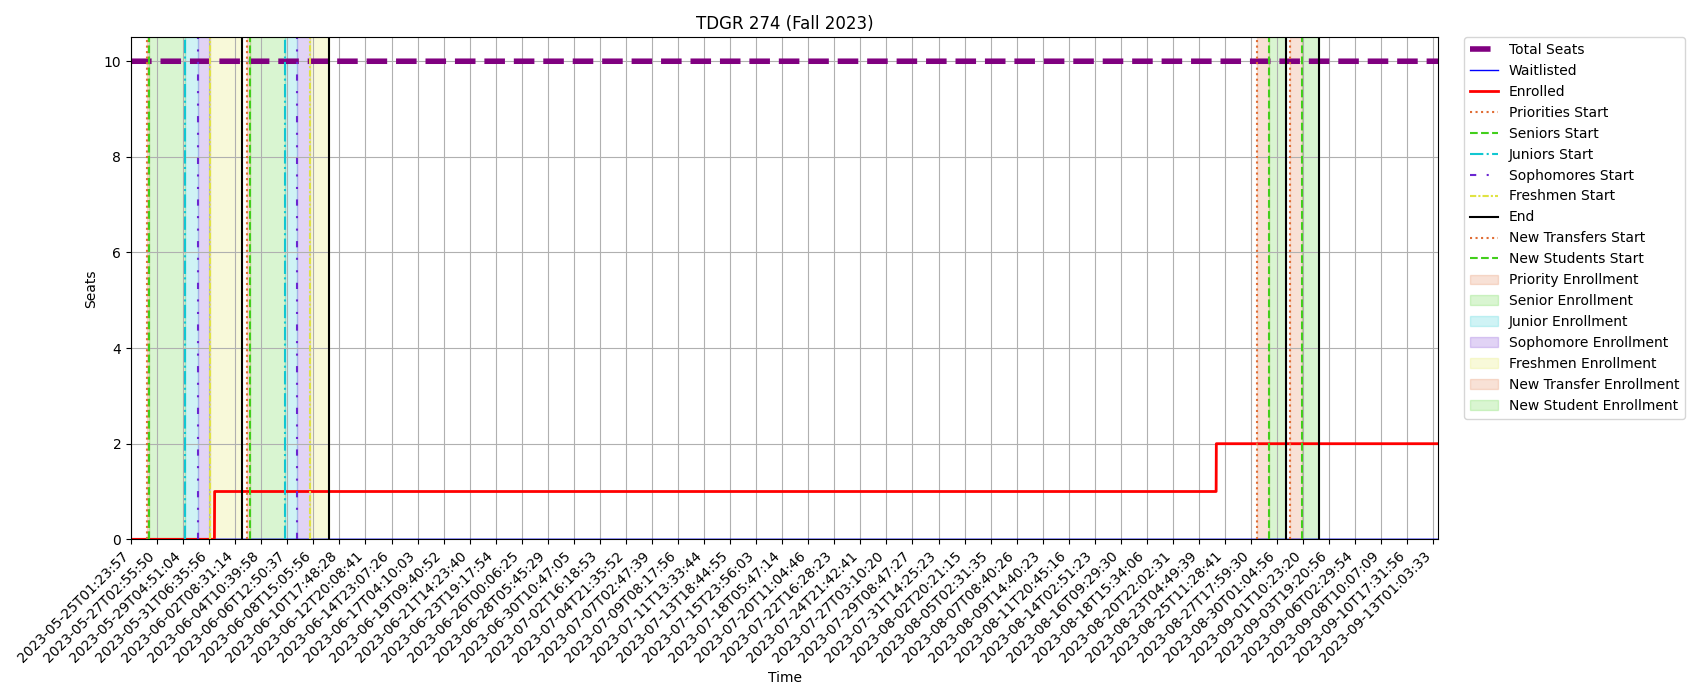 TDGR 274 (Fall 2023)
Seats
10
8
6
4
2
0
2023-05-25T01:23:57
2023-05-27T02:55:50
2023-05-29T04:51:04
2023-05-31T06:35:56
2023-06-02T08:31:14
2023-06-04T10:39:58
2023-06-06T12:50:37
2023-06-08T15:05:56
2023-06-10T17:48:28
2023-06-12T20:08:41
2023-06-14T23:07:26
2023-06-17T04:10:03
2023-06-19T09:40:52
2023-06-21T14:23:40
2023-06-23T19:17:54
2023-06-26T00:06:25
2023-06-28T05:45:29
2023-06-30T10:47:05
2023-07-02T16:18:53
2023-07-04T21:35:52
2023-07-07T02:47:39
2023-07-09T08:17:56
2023-07-11T13:33:44
2023-07-13T18:44:55
2023-07-15T23:56:03
2023-07-18T05:47:14
2023-07-20T11:04:46
2023-07-22T16:28:23
2023-07-24T21:42:41
2023-07-27T03:10:20
2023-07-29T08:47:27
2023-07-31T14:25:23
2023-08-02T20:21:15
2023-08-05T02:31:35
2023-08-07T08:40:26
2023-08-09T14:40:23
2023-08-11T20:45:16
2023-08-14T02:51:23
2023-08-16T09:29:30
2023-08-18T15:34:06
2023-08-20T22:02:31
2023-08-23T04:49:39
2023-08-25T11:28:41
2023-08-27T17:59:30
2023-08-30T01:04:56
2023-09-01T10:23:20
2023-09-03T19:20:56
2023-09-06T02:29:54
2023-09-08T10:07:09
2023-09-10T17:31:56
2023-09-13T01:03:33
Time
Total Seats
Waitlisted
Enrolled
Priorities Start
Seniors Start
Juniors Start
Sophomores Start
Freshmen Start
End
New Transfers Start
New Students Start
Priority Enrollment
Senior Enrollment
Junior Enrollment
Sophomore Enrollment
Freshmen Enrollment
New Transfer Enrollment
New Student Enrollment